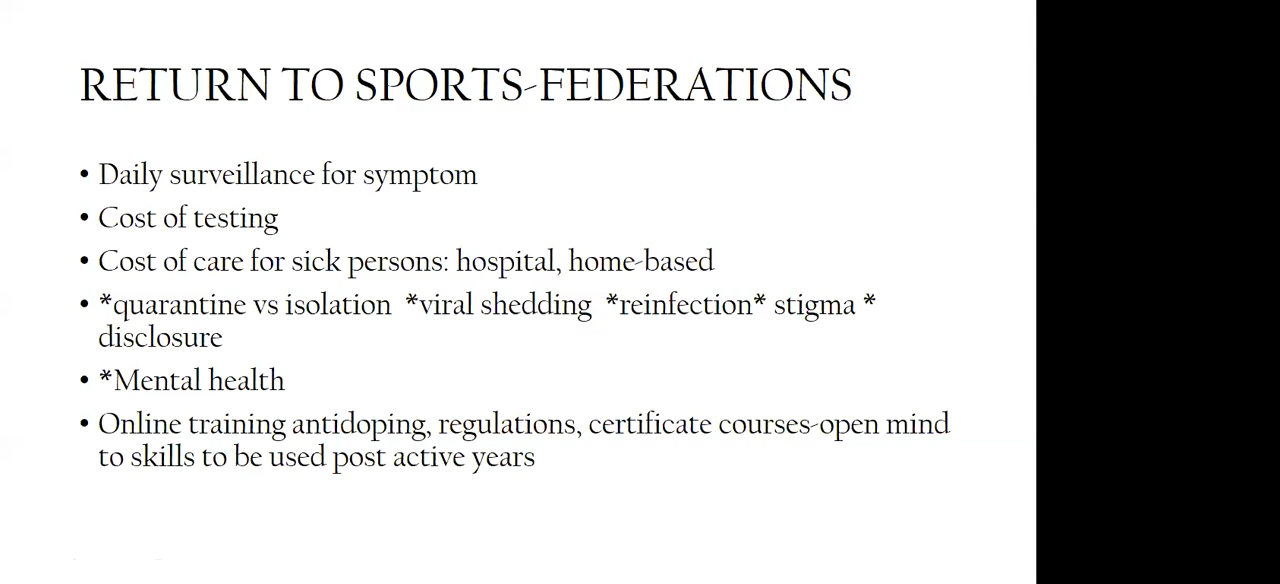 RETURN TO SPORTS-FEDERATIONS
• Daily surveillance for symptom
• Cost of testing
• Cost of care for sick persons: hospital, home-based
• *quarantine vs isolation  *viral shedding  *reinfection* stigma *
disclosure
• *Mental health
• Online training antidoping, regulations, certificate courses-open mind
to skills to be used post active years